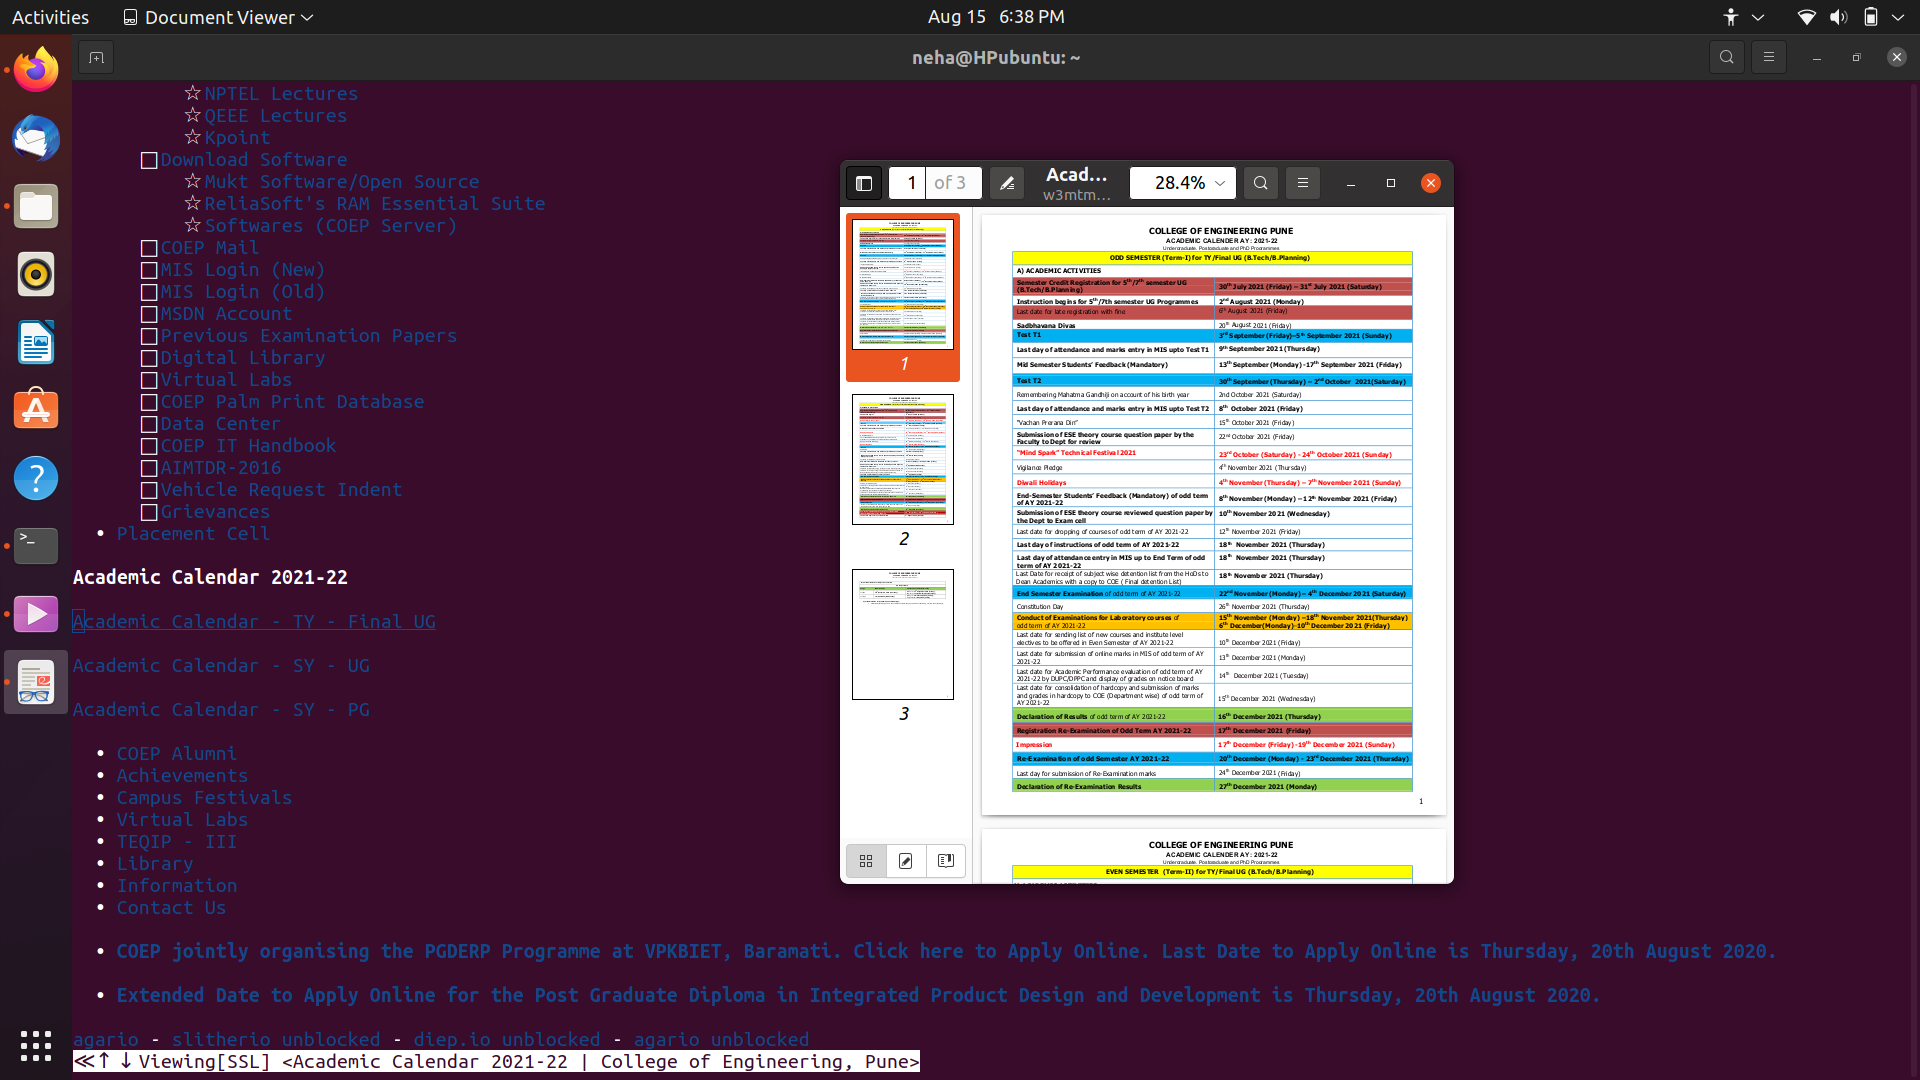 Activities
Document Viewer
Aug 15 6:38 PM
neha@HPubuntu: ~
☆NPTEL Lectures
☆QEEE Lectures
☆Kpoint
□Download Software
☆Mukt Software/Open Source
☆ReliaSoft's RAM Essential Suite
☆Softwares (COEP Server)
□COEP Mail
□MIS Login (New)
□MIS Login (Old)
□MSDN Account
□Previous Examination Papers
□Digital Library
□Virtual Labs
□COEP Palm Print Database
□Data Center
□COEP IT Handbook
□AIMTDR-2016
□Vehicle Request Indent
□Grievances
• Placement Cell
Academic Calendar 2021-22
Academic Calendar - TY - Final UG
Academic Calendar - SY - UG
Academic Calendar - SY - PG
• COEP Alumni
• Achievements
• Campus Festivals
• Virtual Labs
• TEQIP - III
• Library
• Information
• Contact Us
• COEP jointly organising the PGDERP Programme at VPKBIET, Baramati. Click here to Apply Online. Last Date to Apply Online is Thursday, 20th August 2020.
• Extended Date to Apply Online for the Post Graduate Diploma in Integrated Product Design and Development is Thursday, 20th August 2020.
agario - slitherio unblocked - diep.io unblocked - agario unblocked
≪↑↓Viewing[SSL] <Academic Calendar 2021-22 | College of Engineering, Pune>
1 of 3
Acad...
w3mtm...
28.4%
1
2
3
COLLEGE OF ENGINEERING PUNE
ACADEMIC CALENDER AY: 2021-22
Undergraduate, Postgraduate and PhD Programmes
ODD SEMESTER (Term-I) for TY/Final UG (B.Tech/B.Planning)
A) ACADEMIC ACTIVITIES
Semester Credit Registration for 5th/7th semester UG (B.Tech/B.Planning) 30th July 2021 (Friday) – 31st July 2021 (Saturday)
Instruction begins for 5th/7th semester UG Programmes 2nd August 2021 (Monday)
Last date for late registration with fine 6th August 2021 (Friday)
Sadbhavana Divas 20th August 2021 (Friday)
Test T1 3rd September (Friday)–5th September 2021 (Sunday)
Last day of attendance and marks entry in MIS upto Test T1 9th September 2021 (Thursday)
Mid Semester Students' Feedback (Mandatory) 13th September (Monday) -17th September 2021 (Friday)
Test T2 30th September (Thursday) – 2nd October 2021(Saturday)
Remembering Mahatma Gandhiji on account of his birth year 2nd October 2021 (Saturday)
Last day of attendance and marks entry in MIS upto Test T2 8th October 2021 (Friday)
"Vachan Prerana Din" 15th October 2021 (Friday)
Submission of ESE theory course question paper by the Faculty to Dept for review 22nd October 2021 (Friday)
"Mind Spark" Technical Festival 2021 23rd October (Saturday) - 24th October 2021 (Sunday)
Vigilance Pledge 4th November 2021 (Thursday)
Diwali Holidays 4th November (Thursday) – 7th November 2021 (Sunday)
End-Semester Students' Feedback (Mandatory) of odd term of AY 2021-22 8th November (Monday) – 12th November 2021 (Friday)
Submission of ESE theory course reviewed question paper by the Dept to Exam cell 10th November 2021 (Wednesday)
Last date for dropping of courses of odd term of AY 2021-22 12th November 2021 (Friday)
Last day of instructions of odd term of AY 2021-22 18th November 2021 (Thursday)
Last day of attendance entry in MIS up to End Term of odd term of AY 2021-22 18th November 2021 (Thursday)
Last Date for receipt of subject wise detention list from the HoDs to Dean Academics with a copy to COE ( Final detention List) 18th November 2021 (Thursday)
End Semester Examination of odd term of AY 2021-22 22nd November (Monday) – 4th December 2021 (Saturday)
Constitution Day 26th November 2021 (Thursday)
Conduct of Examinations for Laboratory courses of odd term of AY 2021-22 15th November (Monday) –18th November 2021(Thursday) 6th December(Monday)-10th December 2021 (Friday)
Last date for sending list of new courses and institute level electives to be offered in Even Semester of AY 2021-22 10th December 2021 (Friday)
Last date for submission of online marks in MIS of odd term of AY 2021-22 13th December 2021 (Monday)
Last date for Academic Performance evaluation of odd term of AY 2021-22 by DUPC/DPPC and display of grades on notice board 14th December 2021 (Tuesday)
Last date for consolidation of hardcopy and submission of marks and grades in hardcopy to COE (Department wise) of odd term of AY 2021-22 15th December 2021 (Wednesday)
Declaration of Results of odd term of AY 2021-22 16th December 2021 (Thursday)
Registration Re-Examination of Odd Term AY 2021-22 17th December 2021 (Friday)
Impression 17th December (Friday) -19th December 2021 (Sunday)
Re-Examination of odd Semester AY 2021-22 20th December (Monday) - 23rd December 2021 (Thursday)
Last day for submission of Re-Examination marks 24th December 2021 (Friday)
Declaration of Re-Examination Results 27th December 2021 (Monday)
1
COLLEGE OF ENGINEERING PUNE
ACADEMIC CALENDER AY: 2021-22
Undergraduate, Postgraduate and PhD Programmes
EVEN SEMESTER (Term-II) for TY/Final UG (B.Tech/B.Planning)